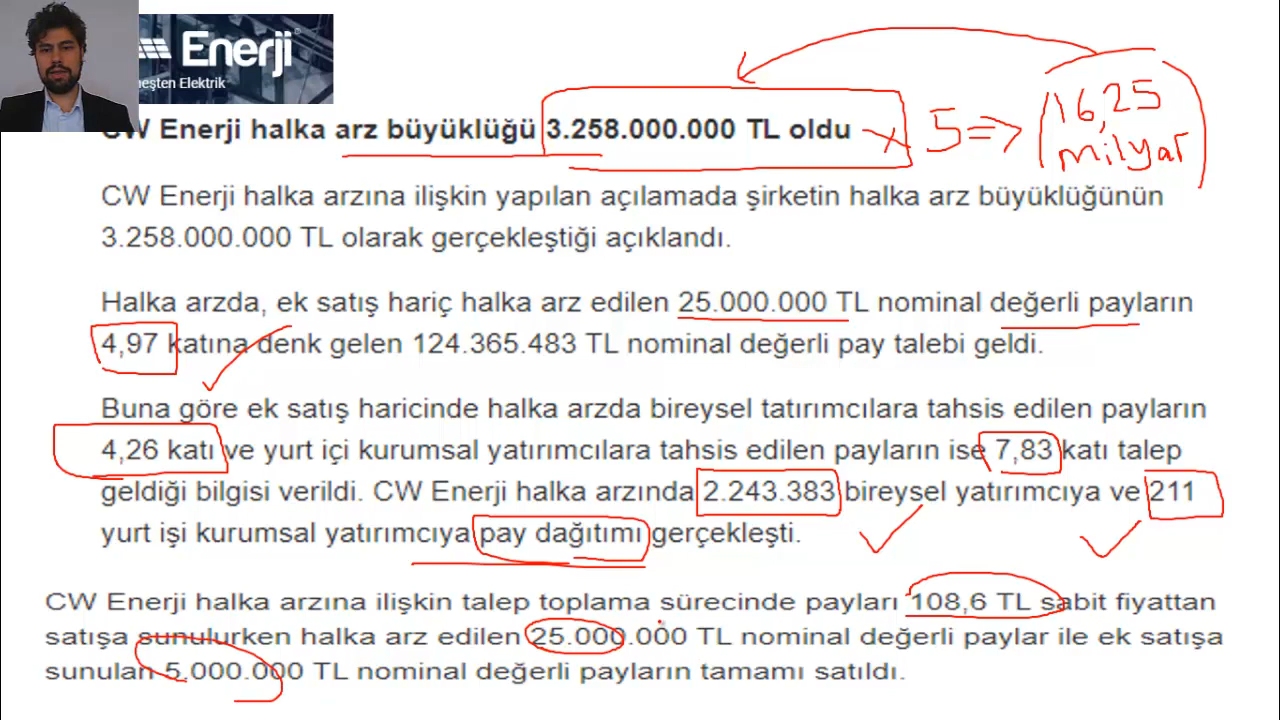 Enerji
neşten Elektrik
CW Enerji halka arz büyüklüğü 3.258.000.000 TL oldu x 5 => 16,25
milyar
CW Enerji halka arzına ilişkin yapılan açılamada şirketin halka arz büyüklüğünün
3.258.000.000 TL olarak gerçekleştiği açıklandı.
Halka arzda, ek satış hariç halka arz edilen 25.000.000 TL nominal değerli payların
4,97 katına denk gelen 124.365.483 TL nominal değerli pay talebi geldi.
Buna göre ek satış haricinde halka arzda bireysel tatırımcılara tahsis edilen payların
4,26 katı ve yurt içi kurumsal yatırımcılara tahsis edilen payların ise 7,83 katı talep
geldiği bilgisi verildi. CW Enerji halka arzında 2.243.383 bireysel yatırımcıya ve 211
yurt işi kurumsal yatırımcıya pay dağıtımı gerçekleşti.
CW Enerji halka arzına ilişkin talep toplama sürecinde payları 108,6 TL sabit fiyattan
satışa sunulurken halka arz edilen 25.000.000 TL nominal değerli paylar ile ek satışa
sunulan 5.000.000 TL nominal değerli payların tamamı satıldı.